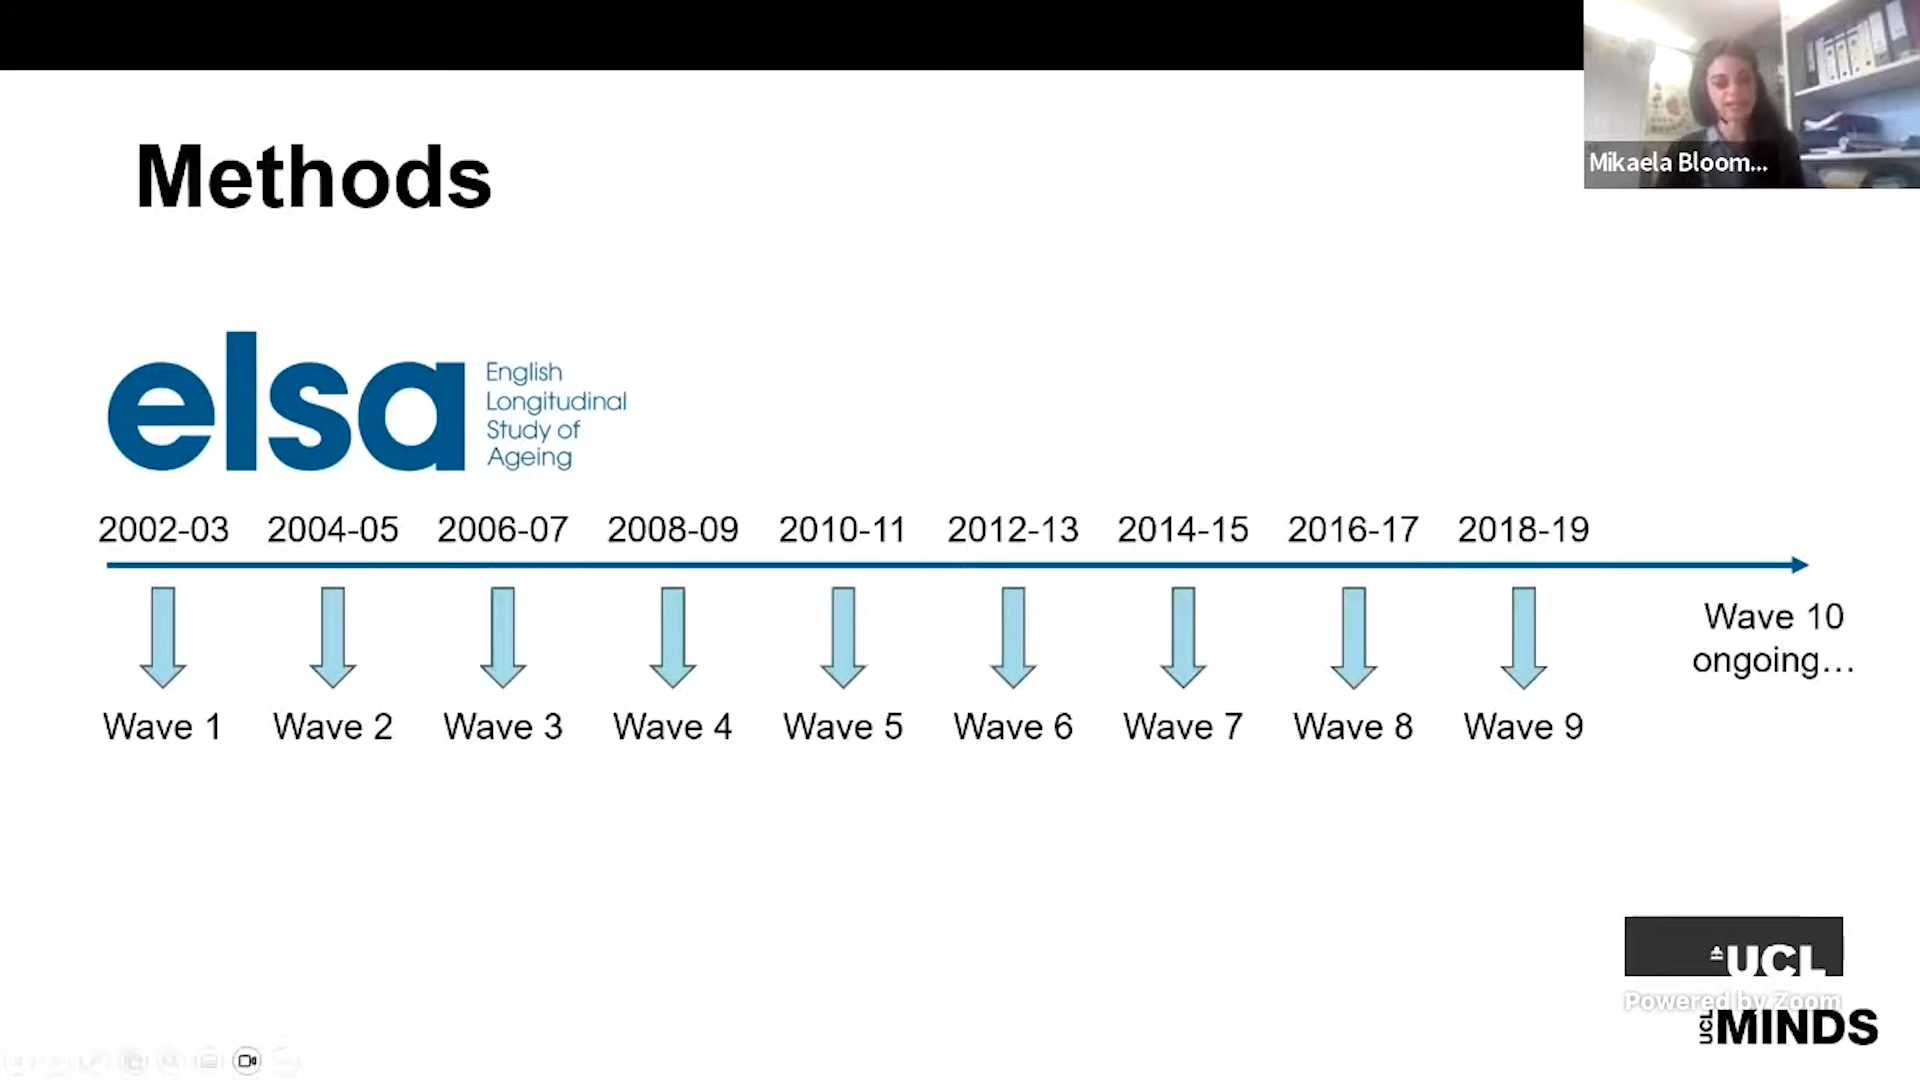 Mikaela Bloom...
Methods
elsa
English
Longitudinal
Study of
Ageing
2002-03 2004-05 2006-07 2008-09 2010-11 2012-13 2014-15 2016-17 2018-19
Wave 10
ongoing...
Wave 1 Wave 2 Wave 3 Wave 4 Wave 5 Wave 6 Wave 7 Wave 8 Wave 9
UCL
Powered by Zoom
UCL MINDS